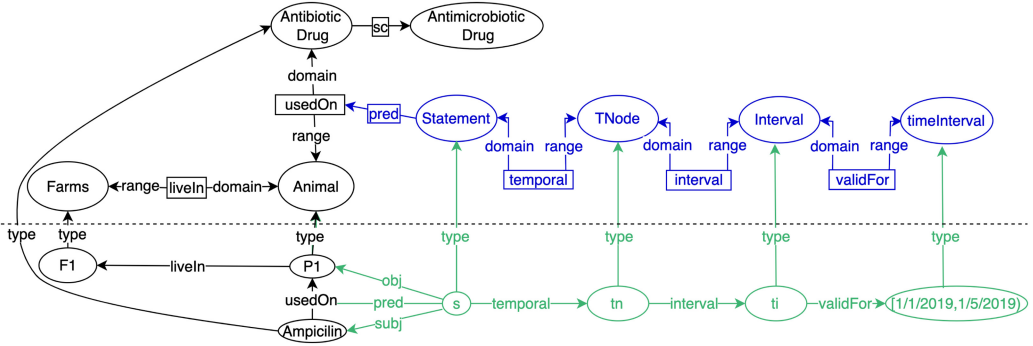 Antibiotic
Drug
sc
Antimicrobiotic
Drug
domain
usedOn
range
pred
Statement
TNode
Interval
timeInterval
domain
range
domain
range
domain
range
temporal
interval
validFor
Farms
range
liveIn
domain
Animal
type
type
type
type
type
type
type
F1
liveIn
P1
obj
usedOn
pred
s
temporal
tn
interval
ti
validFor
[1/1/2019,1/5/2019)
subj
Ampicilin